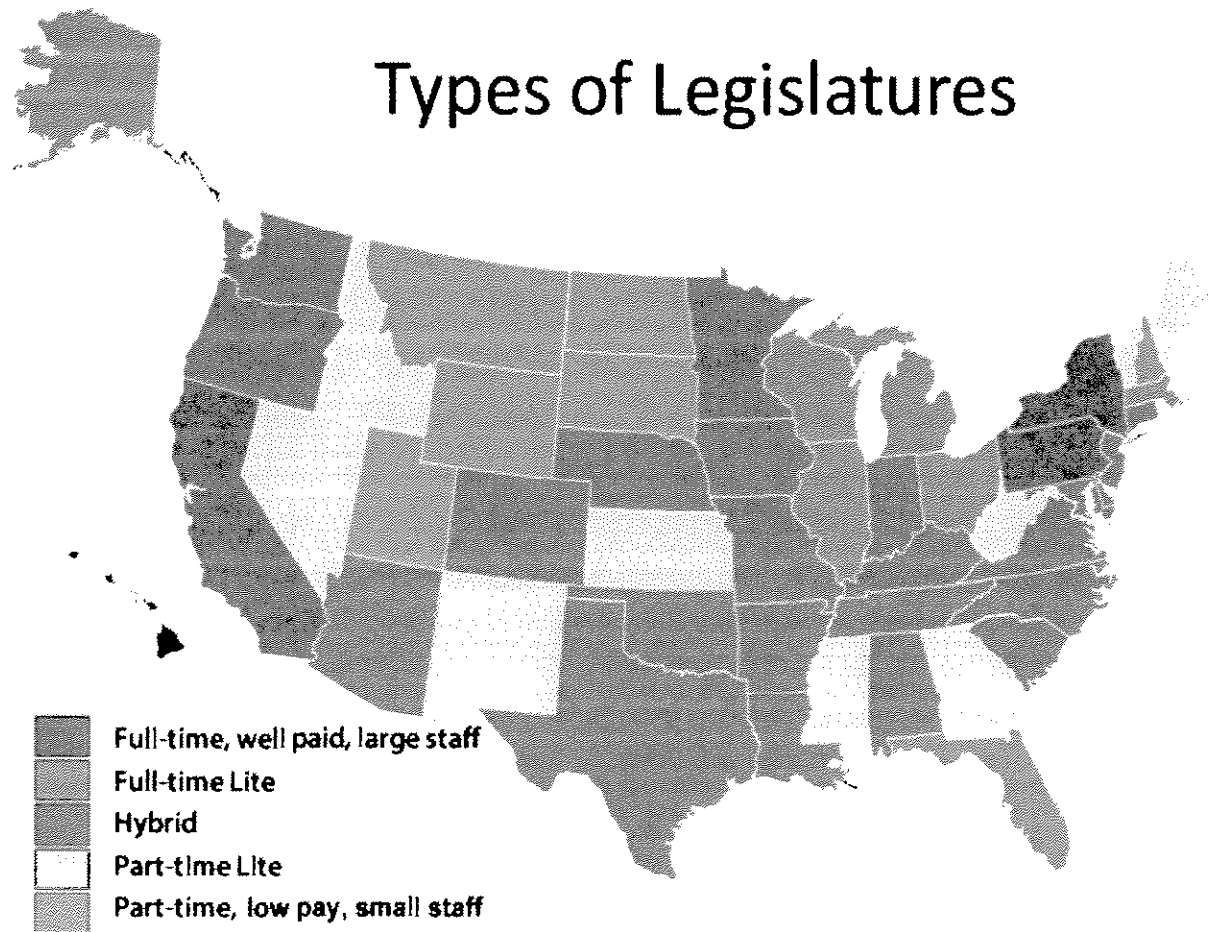 Types of Legislatures
Full-time, well paid, large staff
Full-time Lite
Hybrid
Part-time Lite
Part-time, low pay, small staff